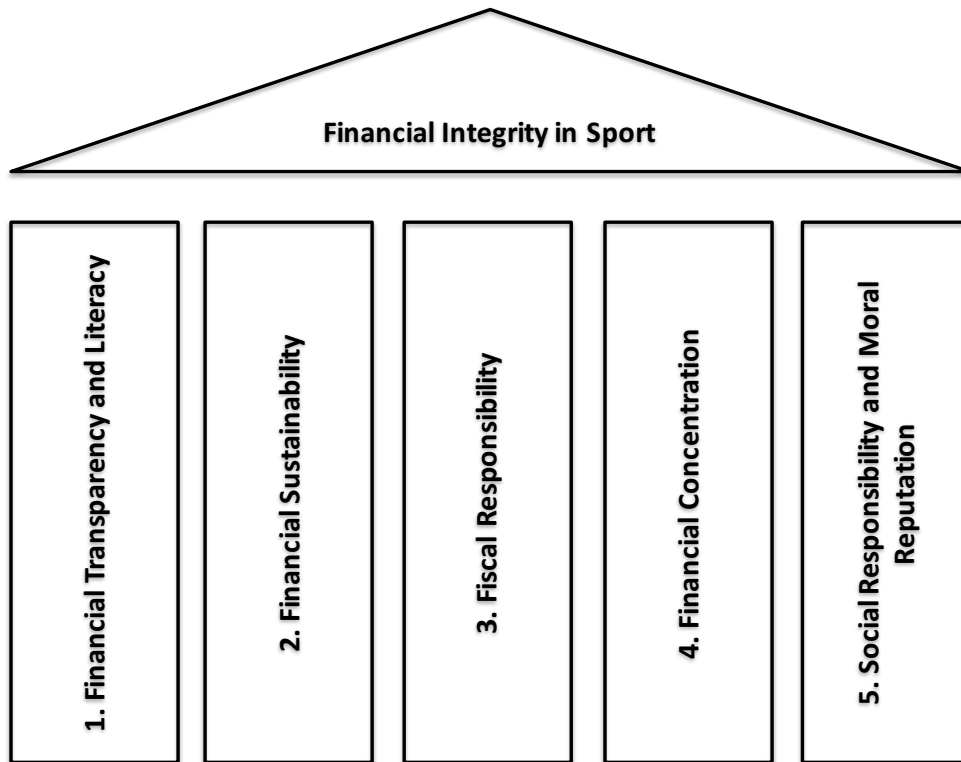 Financial Integrity in Sport
1. Financial Transparency and Literacy
2. Financial Sustainability
3. Fiscal Responsibility
4. Financial Concentration
5. Social Responsibility and Moral
Reputation